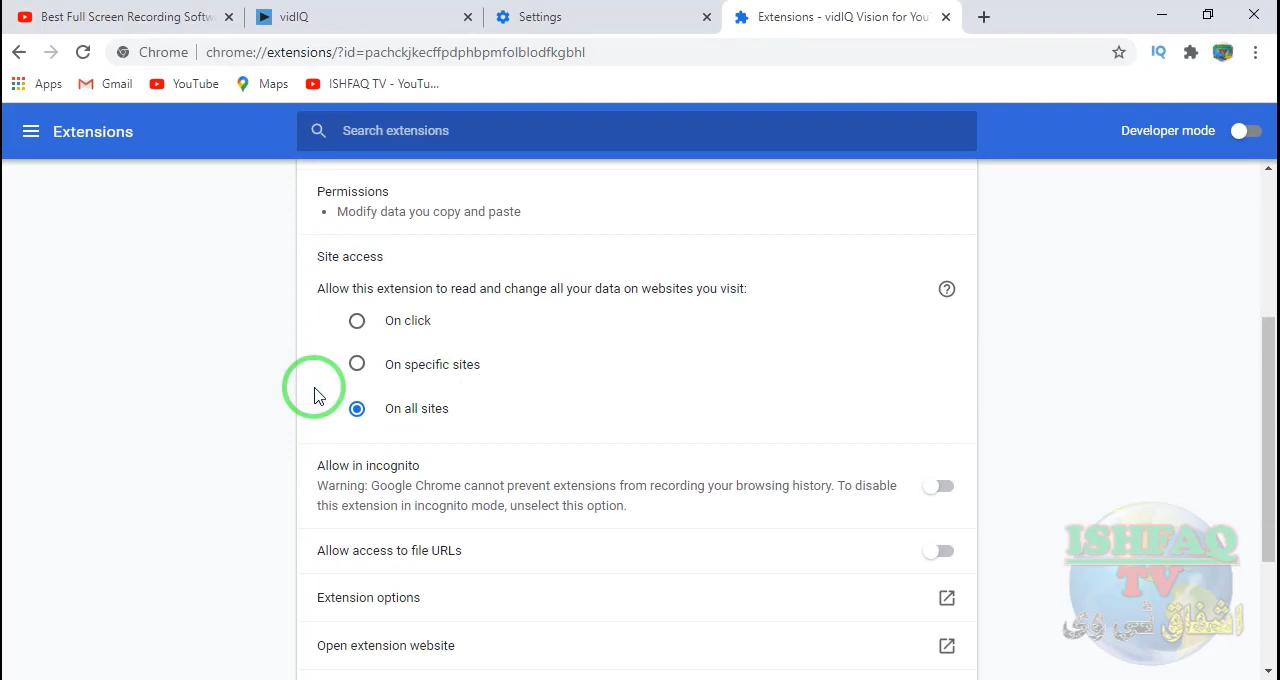 Best Full Screen Recording Softw
vidIQ
Settings
Extensions - vidIQ Vision for You
Chrome
chrome://extensions/?id=pachckjkecffpdphbpmfolblodfkgbhl
IQ
Apps
Gmail
YouTube
Maps
ISHFAQ TV - YouTu...
Extensions
Search extensions
Developer mode
Permissions
• Modify data you copy and paste
Site access
Allow this extension to read and change all your data on websites you visit:
On click
On specific sites
On all sites
Allow in incognito
Warning: Google Chrome cannot prevent extensions from recording your browsing history. To disable
this extension in incognito mode, unselect this option.
Allow access to file URLs
Extension options
Open extension website
ISHFAQ
TV
اشفاق ٹی وی